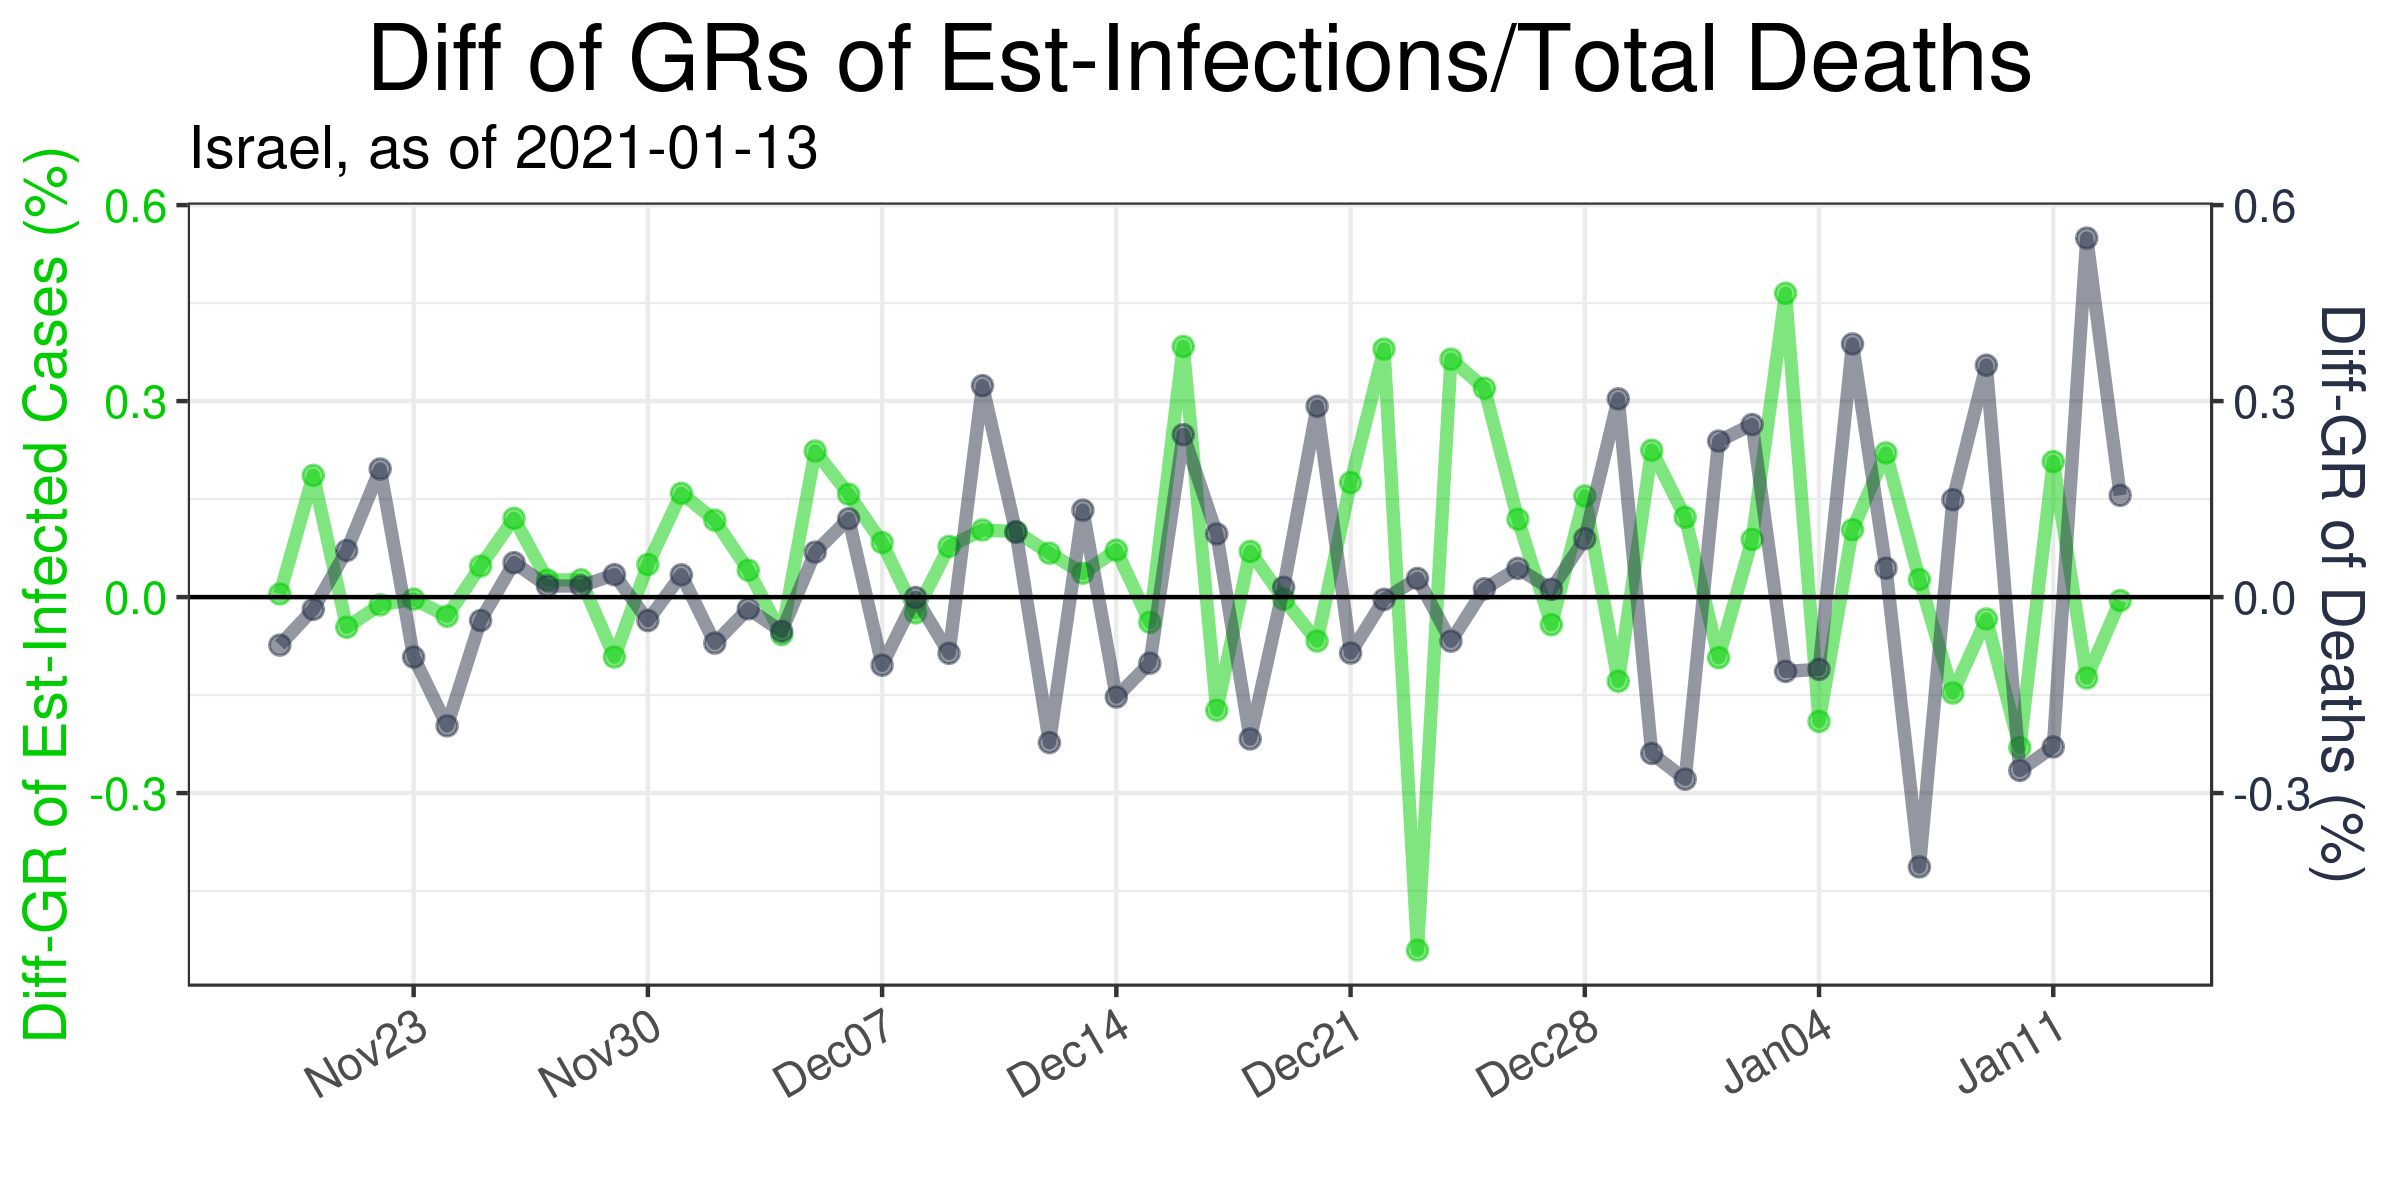 Diff of GRs of Est-Infections/Total Deaths
Israel, as of 2021-01-13
Diff-GR of Est-Infected Cases (%)
0.6
0.3
0.0
-0.3
0.6
0.3
0.0
-0.3
Diff-GR of Deaths (%)
Nov23
Nov30
Dec07
Dec14
Dec21
Dec28
Jan04
Jan11